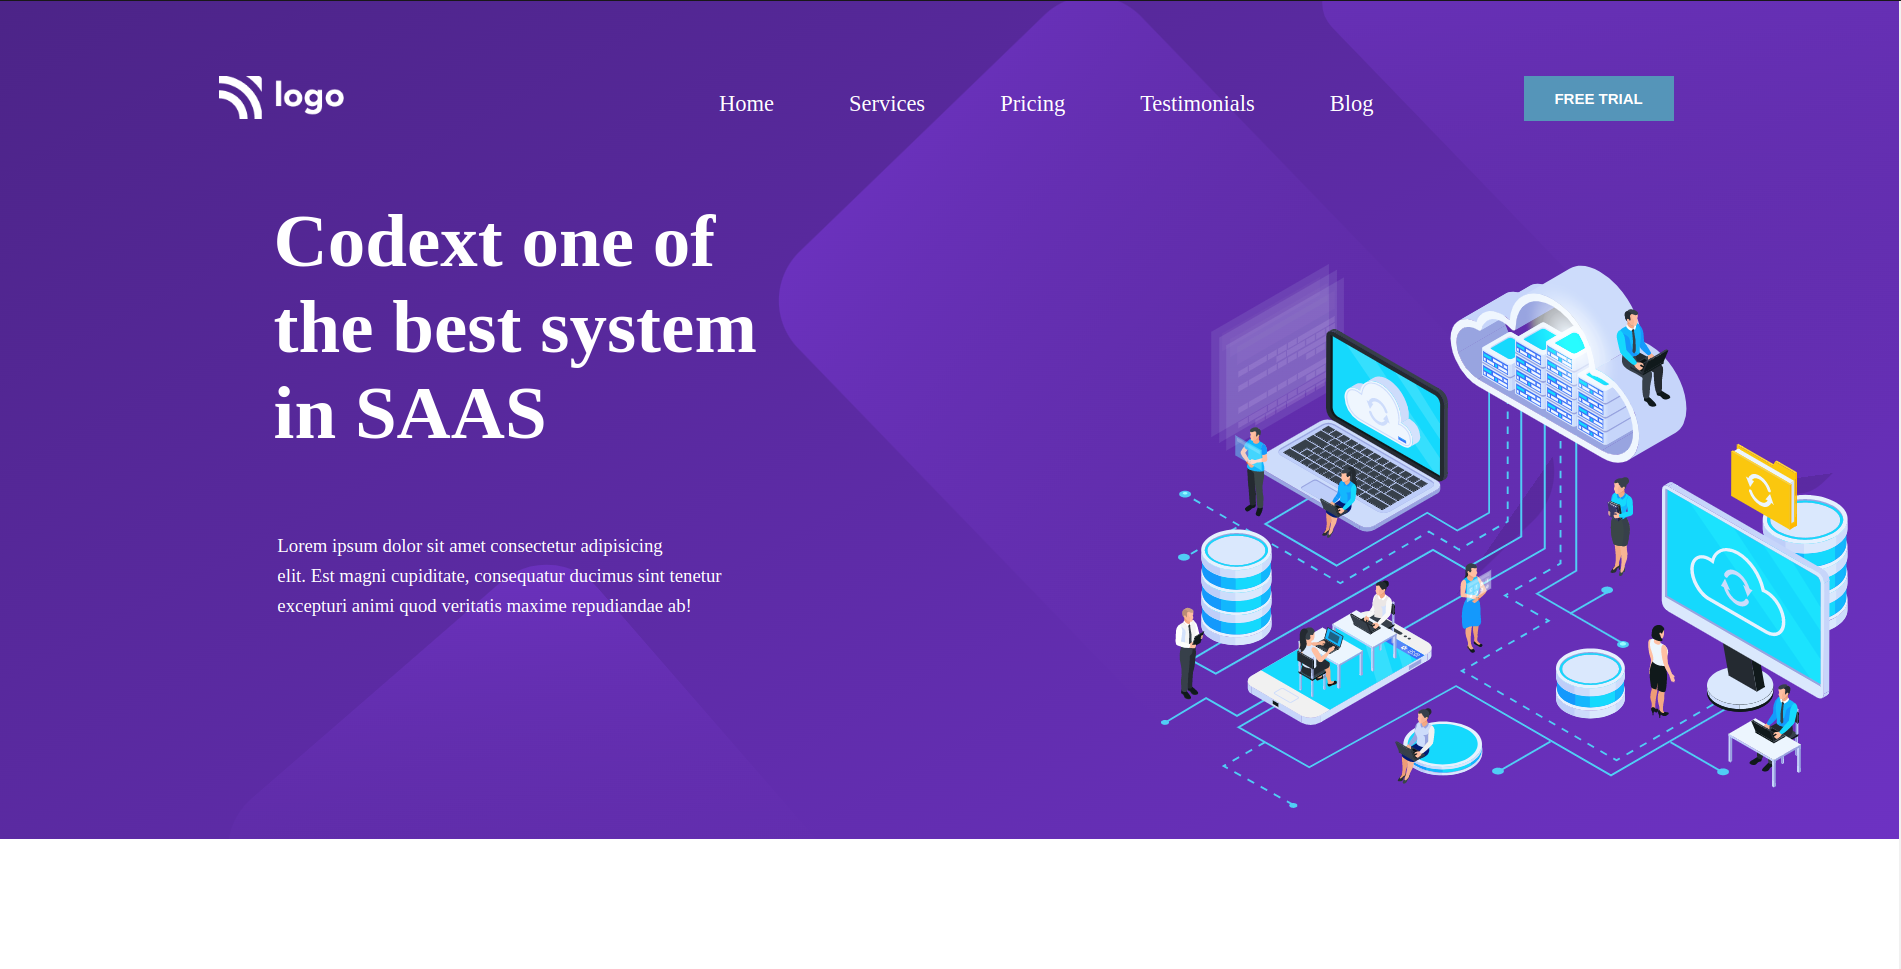 logo
Home Services Pricing Testimonials Blog FREE TRIAL
Codext one of
the best system
in SAAS
Lorem ipsum dolor sit amet consectetur adipisicing
elit. Est magni cupiditate, consequatur ducimus sint tenetur
excepturi animi quod veritatis maxime repudiandae ab!